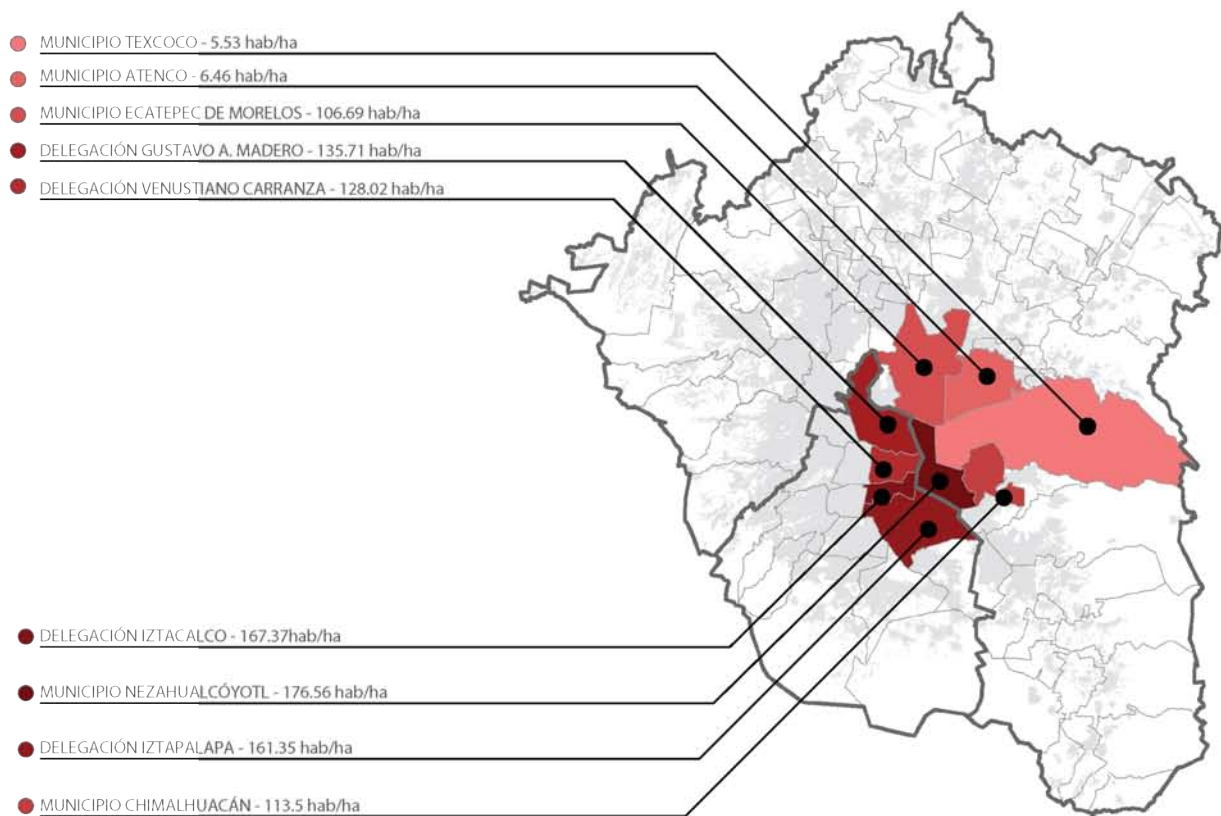 MUNICIPIO TEXCOCO - 5.53 hab/ha
MUNICIPIO ATENCO - 6.46 hab/ha
MUNICIPIO ECATEPEC DE MORELOS - 106.69 hab/ha
DELEGACIÓN GUSTAVO A. MADERO - 135.71 hab/ha
DELEGACIÓN VENUSTIANO CARRANZA - 128.02 hab/ha
DELEGACIÓN IZTACALCO - 167.37hab/ha
MUNICIPIO NEZAHUALCÓYOTL - 176.56 hab/ha
DELEGACIÓN IZTAPALAPA - 161.35 hab/ha
MUNICIPIO CHIMALHUACÁN - 113.5 hab/ha